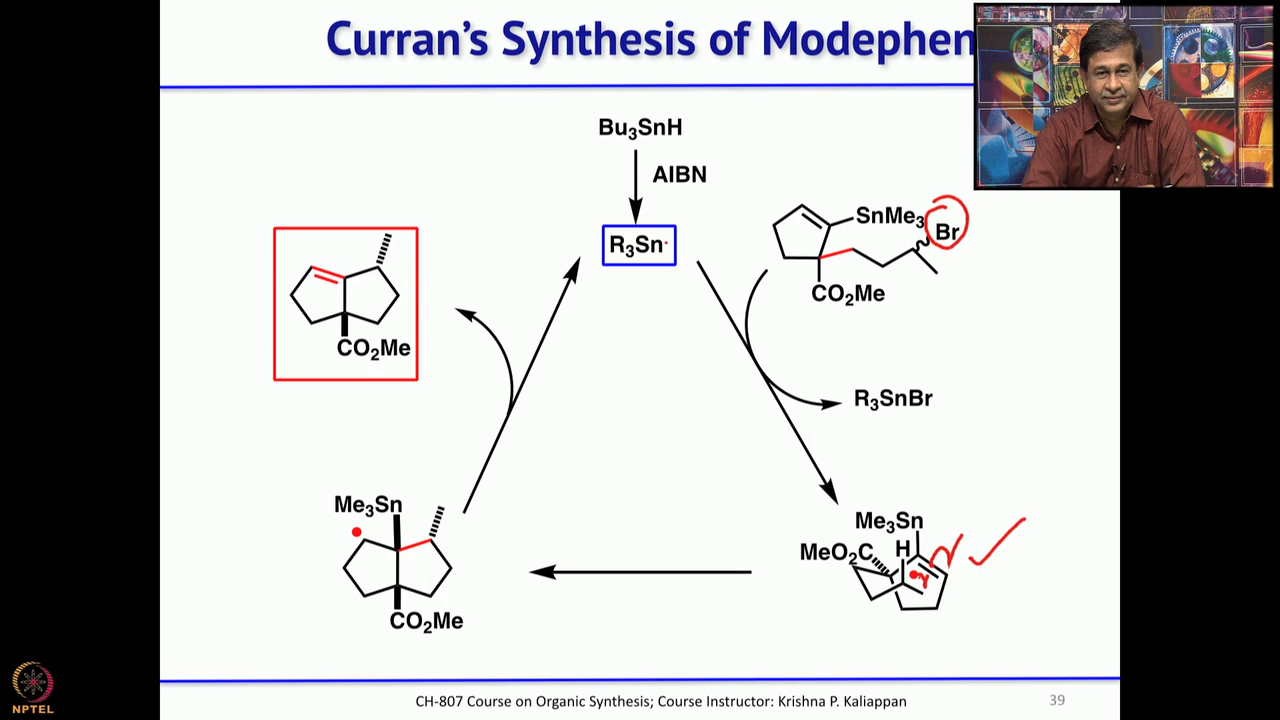 Curran's Synthesis of Modephen
Bu₃SnH
AIBN
R₃Sn·
SnMe₃
Br
CO₂Me
CO₂Me
R₃SnBr
Me₃Sn
Me₃Sn
MeO₂C
H
CO₂Me
CH-807 Course on Organic Synthesis; Course Instructor: Krishna P. Kaliappan
39
NPTEL